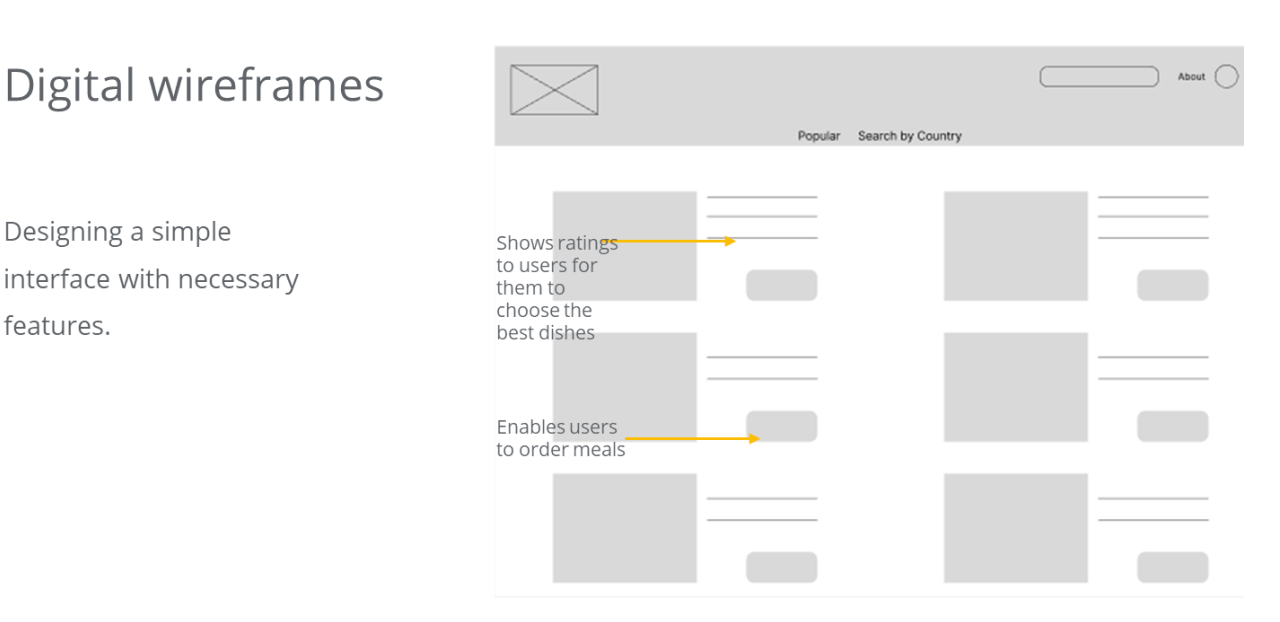 Digital wireframes
Designing a simple
interface with necessary
features.
About
Popular Search by Country
Shows ratings
to users for
them to
choose the
best dishes
Enables users
to order meals